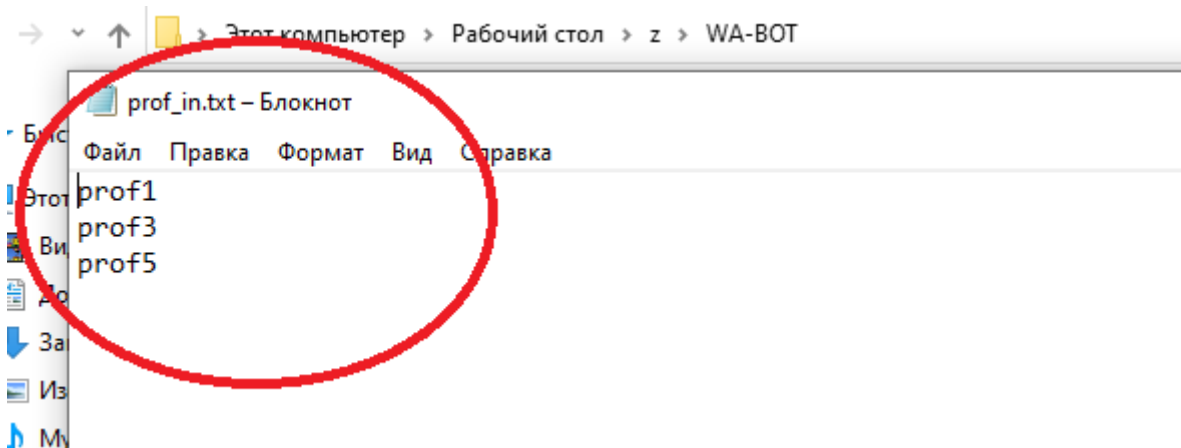 Этот компьютер > Рабочий стол > z > WA-BOT
prof_in.txt – Блокнот
Файл Правка Формат Вид Справка
prof1
prof3
prof5